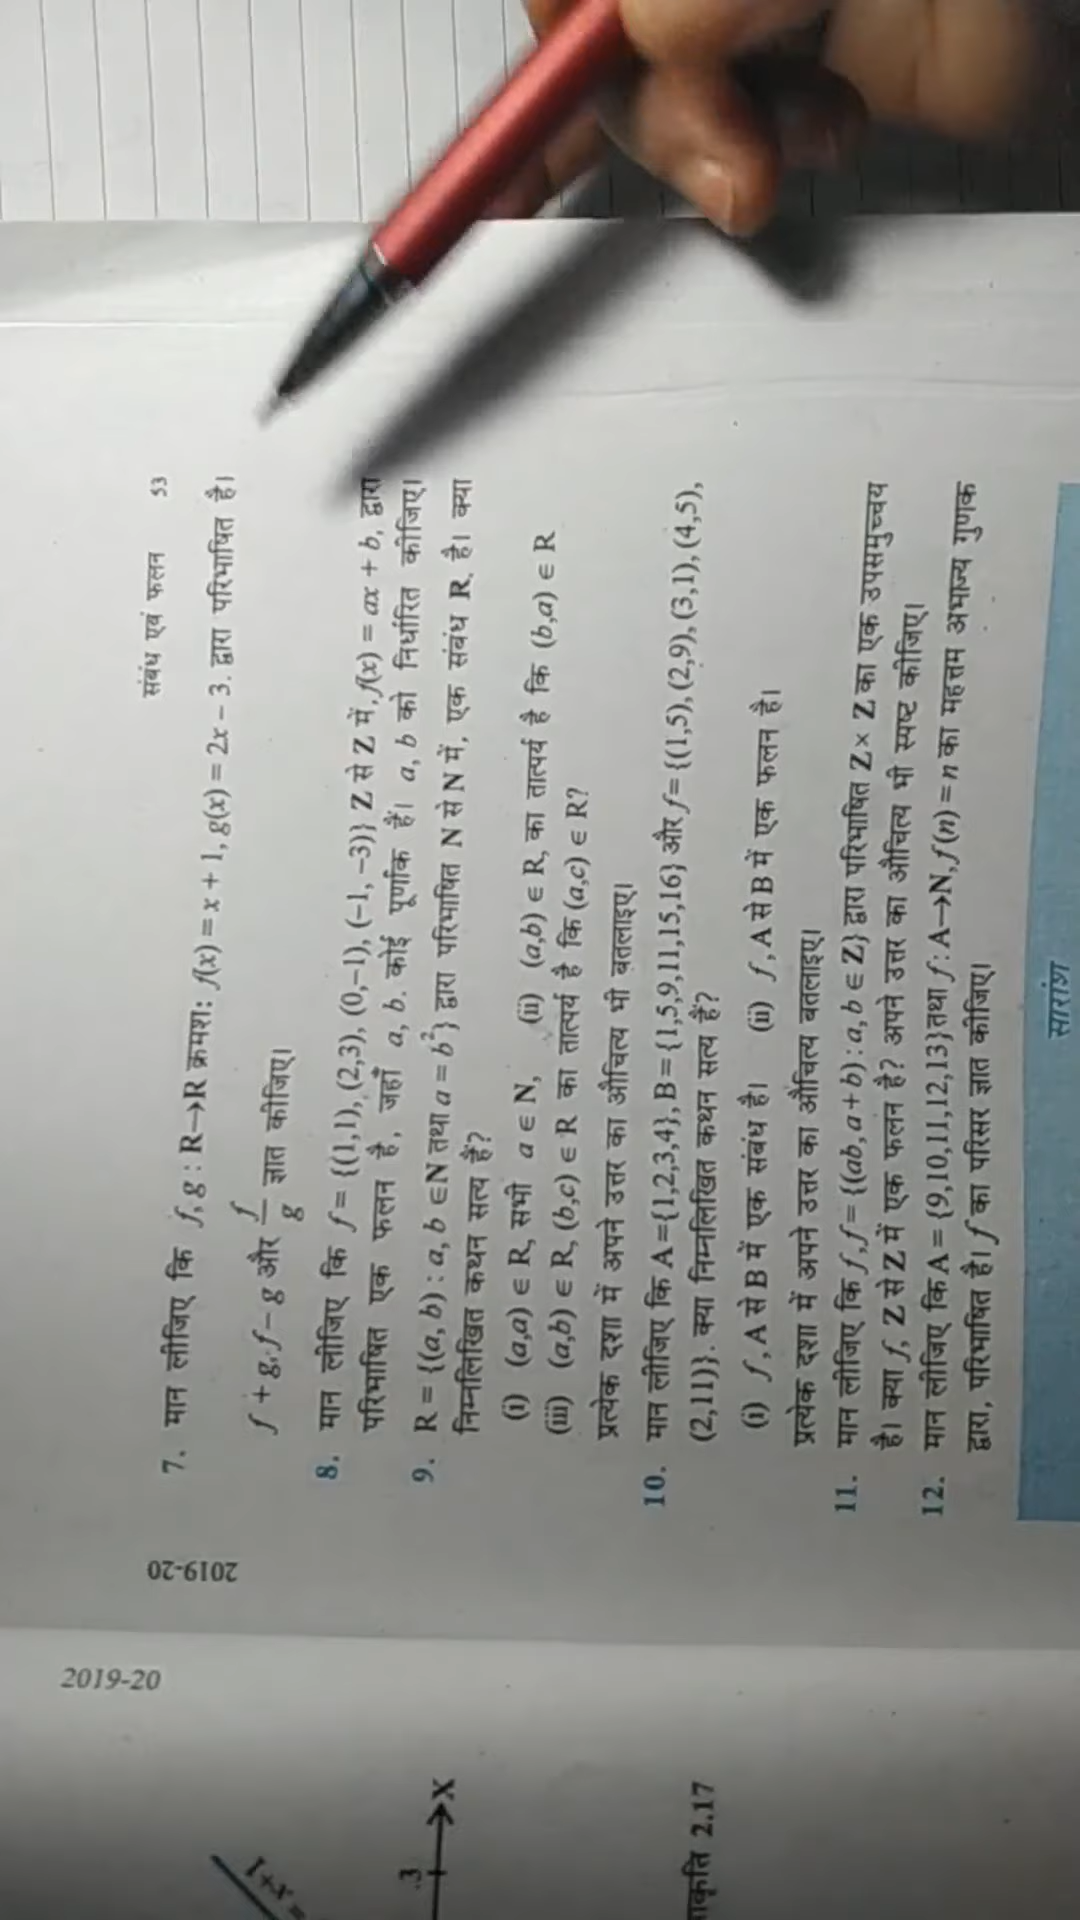 संबंध एवं फलन 53
7. मान लीजिए कि f, g : R→R क्रमश: f(x) = x + 1, g(x) = 2x – 3. द्वारा परिभाषित है।
f + g, f – g और f/g ज्ञात कीजिए।
8. मान लीजिए कि f = {(1,1), (2,3), (0,–1), (–1, –3)} Z से Z में, f(x) = ax + b, द्वारा
परिभाषित एक फलन है, जहाँ a, b. कोई पूर्णांक हैं। a, b को निर्धारित कीजिए।
9. R = {(a, b) : a, b ∈N तथा a = b²} द्वारा परिभाषित N से N में, एक संबंध R. है। क्या
निम्नलिखित कथन सत्य हैं?
(i) (a,a) ∈ R, सभी a ∈ N, (ii) (a,b) ∈ R, का तात्पर्य है कि (b,a) ∈ R
(iii) (a,b) ∈ R, (b,c) ∈ R का तात्पर्य है कि (a,c) ∈ R?
प्रत्येक दशा में अपने उत्तर का औचित्य भी बतलाइए।
10. मान लीजिए कि A ={1,2,3,4}, B = {1,5,9,11,15,16} और f = {(1,5), (2,9), (3,1), (4,5),
(2,11)}. क्या निम्नलिखित कथन सत्य हैं?
(i) f, A से B में एक संबंध है। (ii) f, A से B में एक फलन है।
प्रत्येक दशा में अपने उत्तर का औचित्य बतलाइए।
11. मान लीजिए कि f, f = {(ab, a + b) : a, b ∈ Z} द्वारा परिभाषित Z × Z का एक उपसमुच्चय
है। क्या f, Z से Z में एक फलन है? अपने उत्तर का औचित्य भी स्पष्ट कीजिए।
12. मान लीजिए कि A = {9,10,11,12,13} तथा f : A→N, f (n) = n का महत्तम अभाज्य गुणक
द्वारा, परिभाषित है। f का परिसर ज्ञात कीजिए।
सारांश
2019-20
2019-20
3
X
2.17